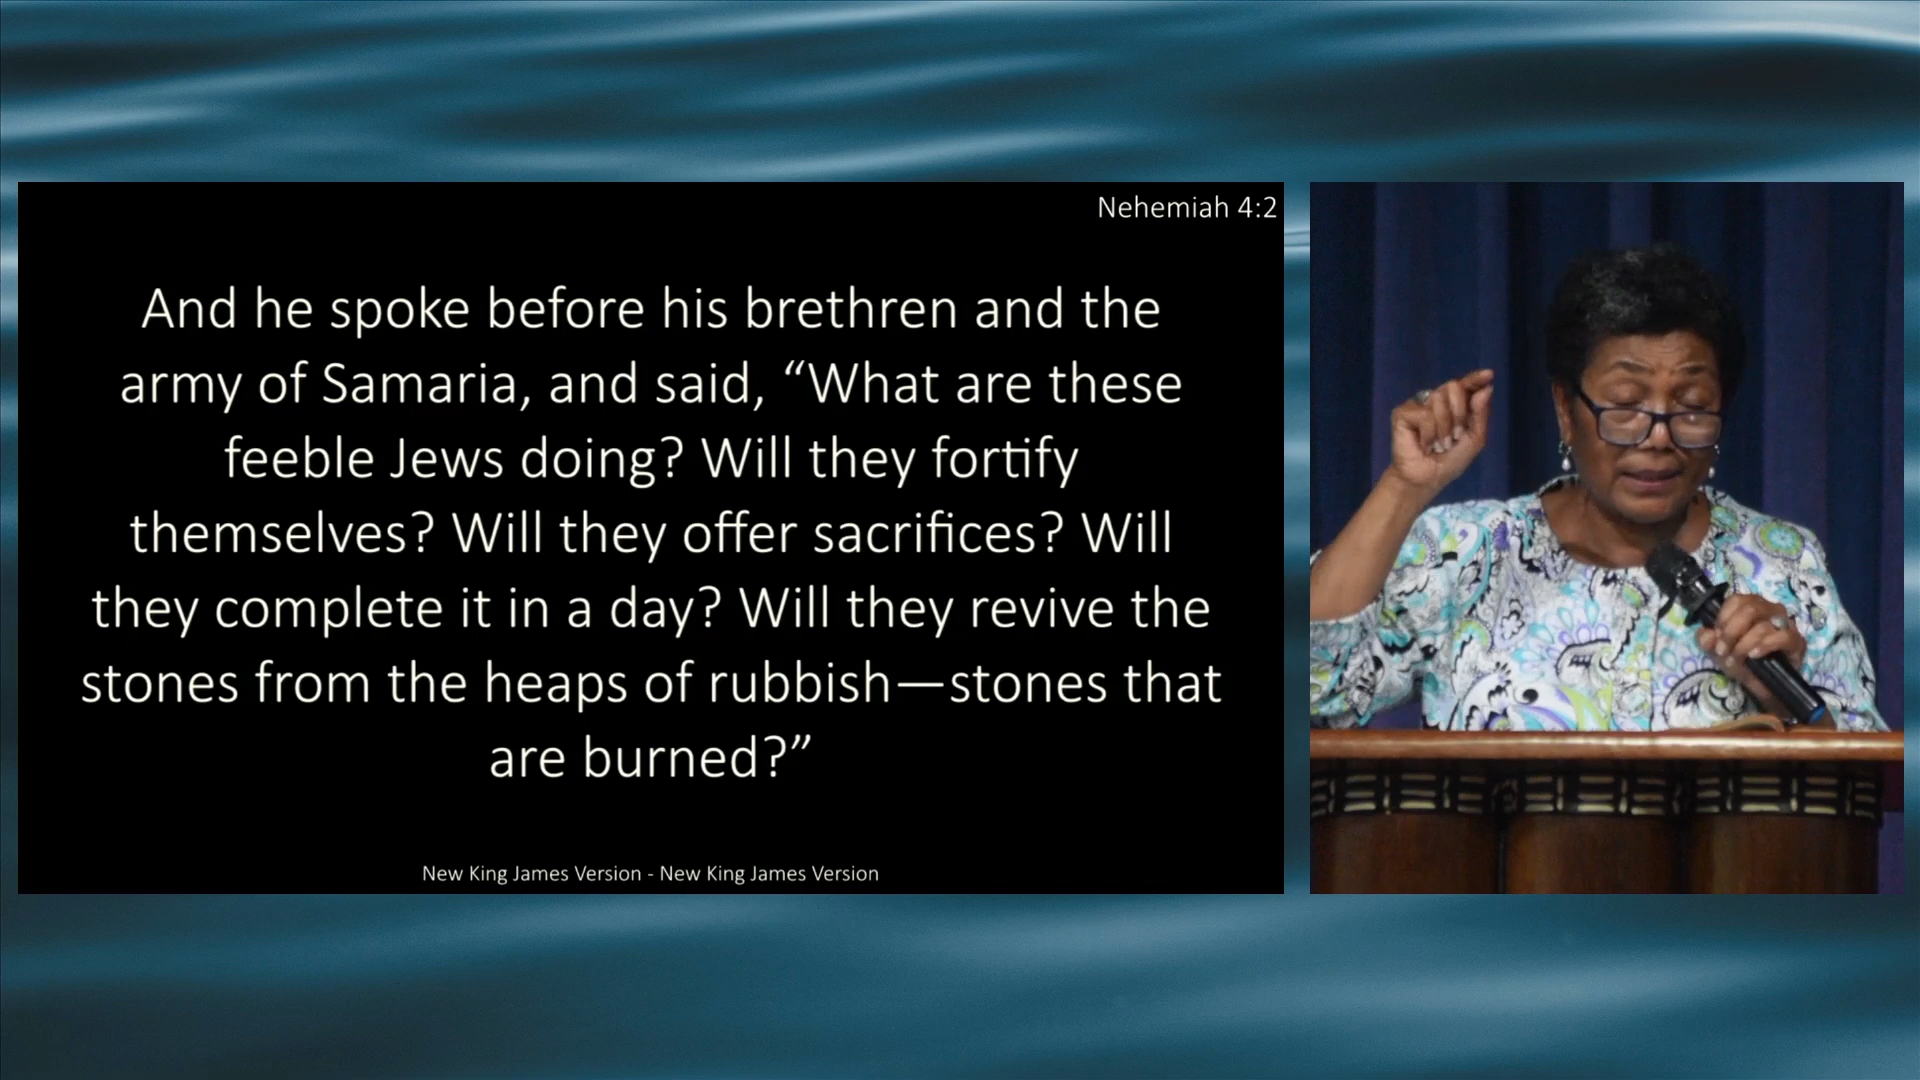 Nehemiah 4:2
And he spoke before his brethren and the
army of Samaria, and said, “What are these
feeble Jews doing? Will they fortify
themselves? Will they offer sacrifices? Will
they complete it in a day? Will they revive the
stones from the heaps of rubbish—stones that
are burned?”
New King James Version - New King James Version